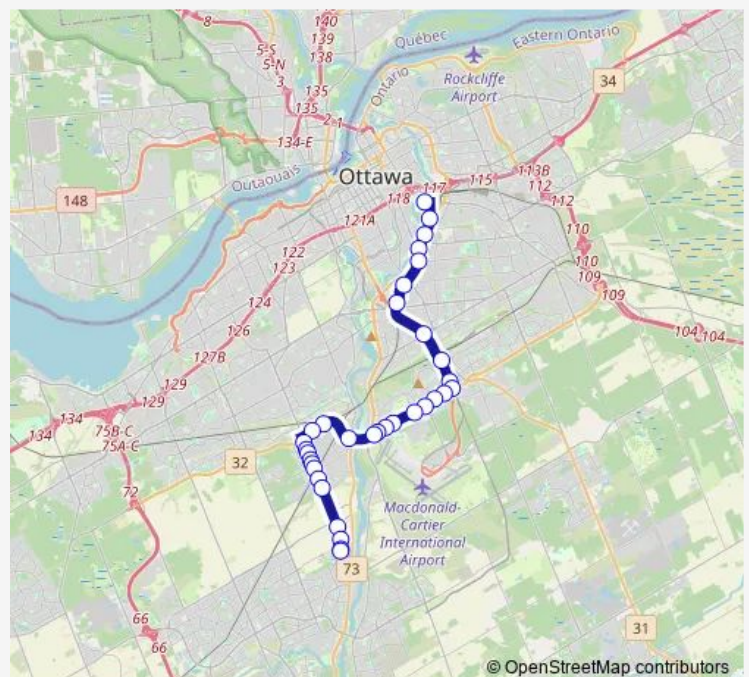 8
140
139
138
5-S
5-N
3
135
135
2
1
134-E
Québec
Ontario
Eastern Ontario
Rockcliffe
Airport
34
Outaouais
148
Ottawa
117
118
115
113B
112
112
121A
110
110
109
109
122
123
124
126
127B
104
104
129
129
134
134
75B-C
75A-C
32
72
Macdonald-
Cartier
International
Airport
73
66
66
31
© OpenStreetMap contributors